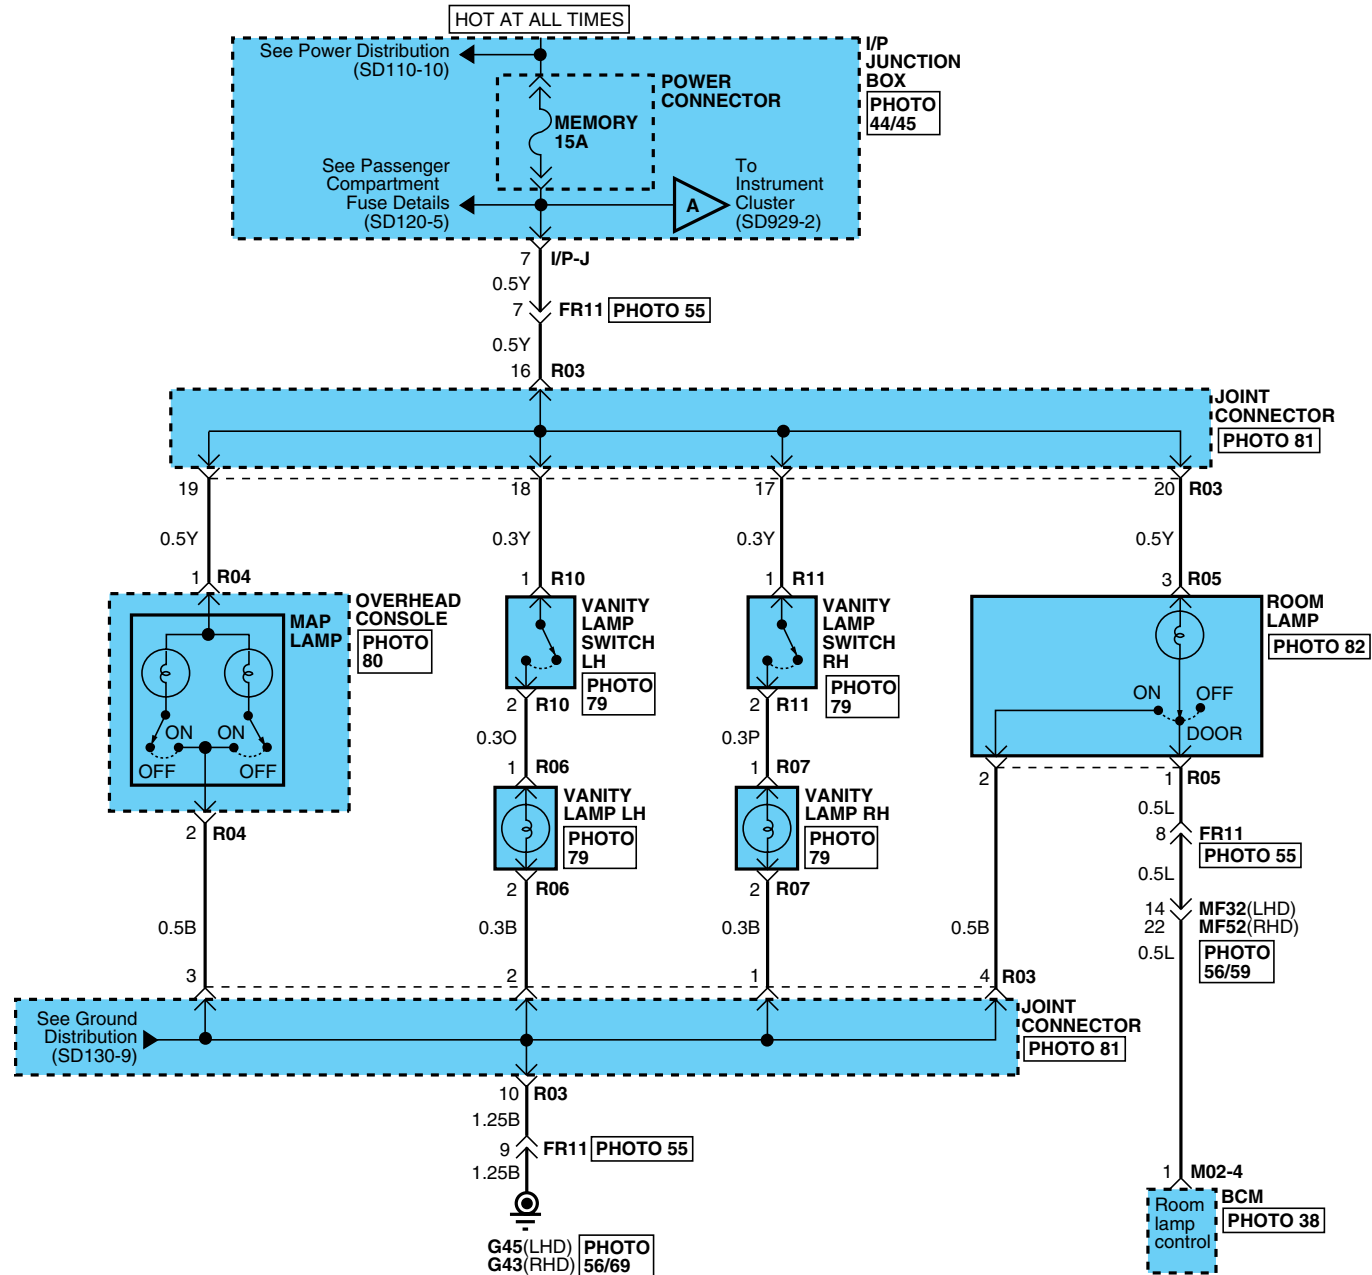 HOT AT ALL TIMES
See Power Distribution
(SD110-10)
I/P
JUNCTION
BOX
PHOTO
44/45
POWER
CONNECTOR
MEMORY
15A
See Passenger
Compartment
Fuse Details
(SD120-5)
A
To
Instrument
Cluster
(SD929-2)
7 I/P-J
0.5Y
7 FR11 PHOTO 55
0.5Y
16 R03
JOINT
CONNECTOR
PHOTO 81
19 18 17 20 R03
0.5Y 0.3Y 0.3Y 0.5Y
1 R04 1 R10 1 R11 3 R05
OVERHEAD
CONSOLE
PHOTO
80
MAP
LAMP
ON ON
OFF OFF
VANITY
LAMP
SWITCH
LH
PHOTO
79
VANITY
LAMP
SWITCH
RH
PHOTO
79
ROOM
LAMP
PHOTO 82
ON OFF
DOOR
2 R10 2 R11
0.3O 0.3P
1 R06 1 R07 2 1 R05
VANITY
LAMP LH
PHOTO
79
VANITY
LAMP RH
PHOTO
79
0.5L
8 FR11
PHOTO 55
0.5L
2 R04 2 R06 2 R07
14 MF32(LHD)
22 MF52(RHD)
0.5L PHOTO
56/59
0.5B 0.3B 0.3B 0.5B
3 2 1 4 R03
See Ground
Distribution
(SD130-9)
JOINT
CONNECTOR
PHOTO 81
10 R03
1.25B
9 FR11 PHOTO 55
1.25B
G45(LHD)
G43(RHD)
PHOTO
56/69
1 M02-4
Room
lamp
control
BCM
PHOTO 38